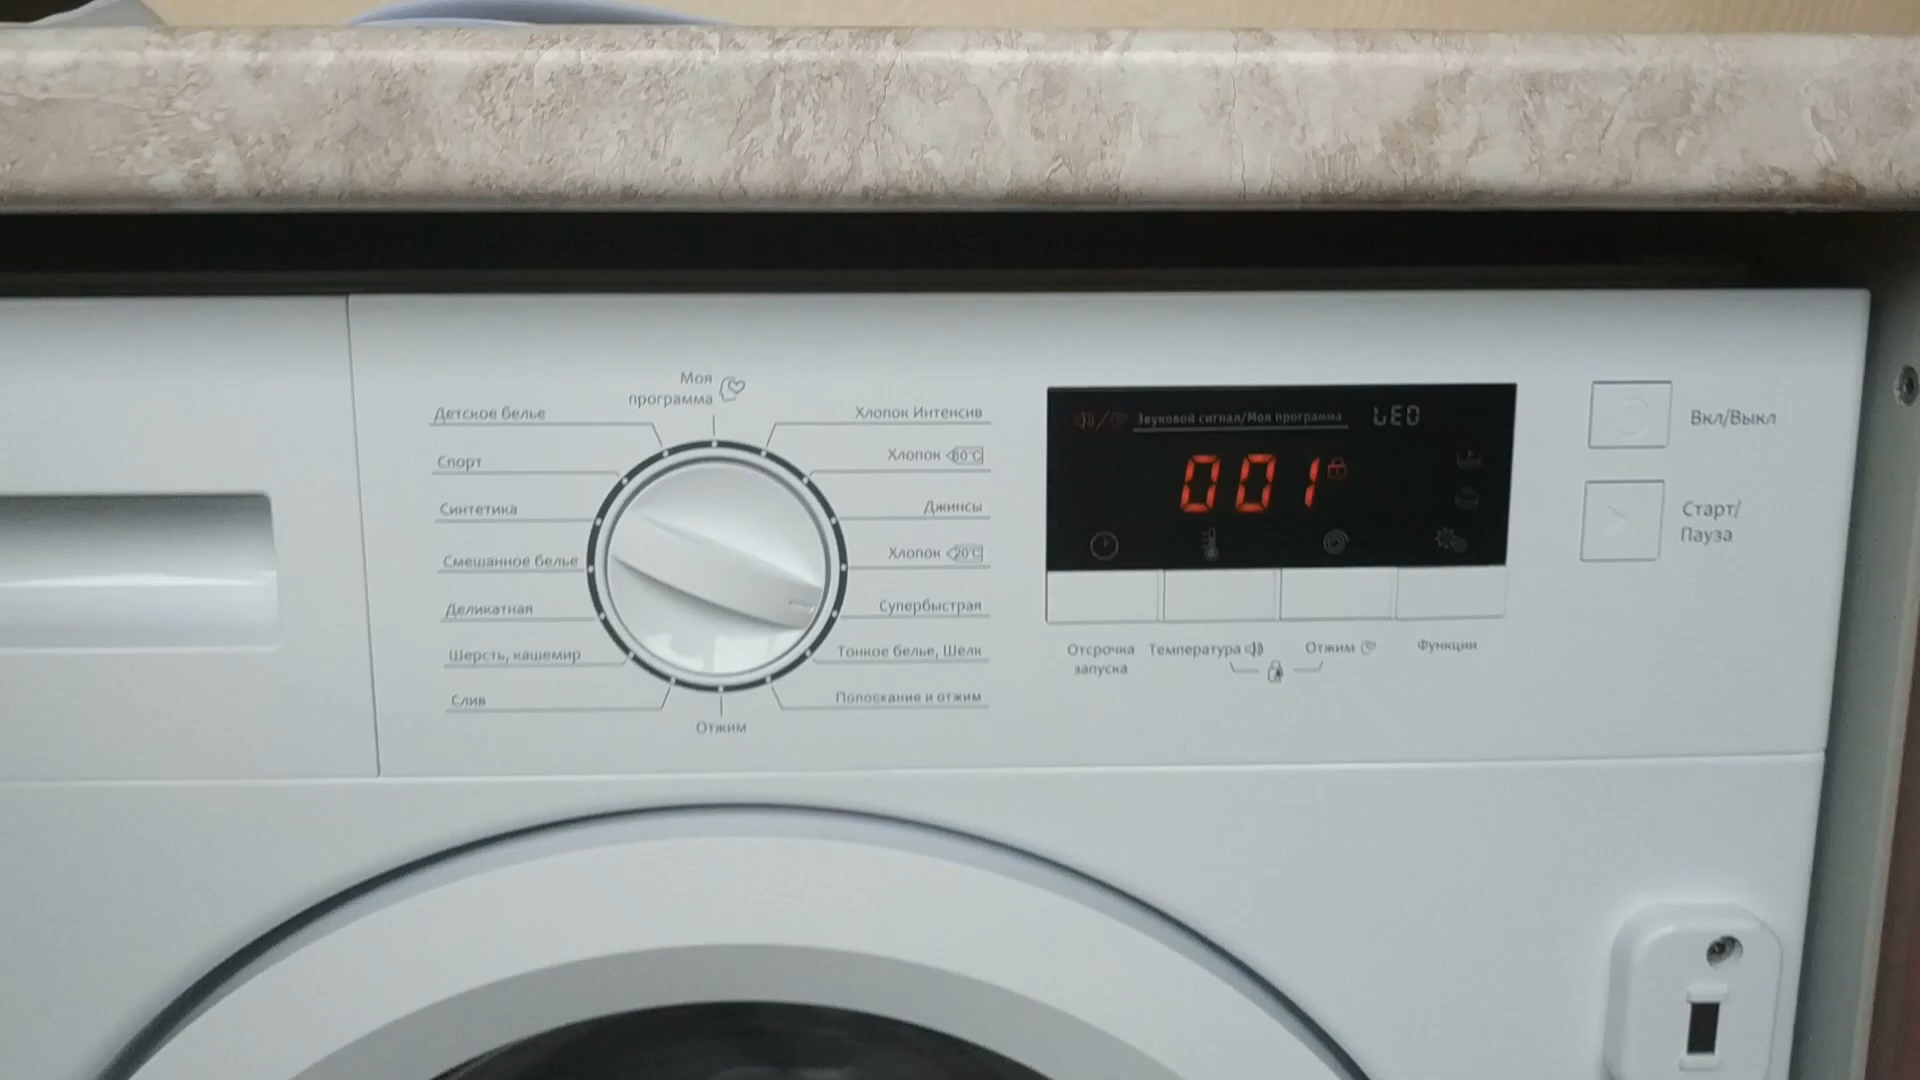 Моя
программа
Детское белье
Спорт
Синтетика
Смешанное белье
Деликатная
Шерсть, кашемир
Слив
Отжим
Хлопок Интенсив
Хлопок 60°C
Джинсы
Хлопок 20°C
Супербыстрая
Тонкое белье, Шелк
Полоскание и отжим
Звуковой сигнал/Моя программа
LED
001
Отсрочка
запуска
Температура
Отжим
Функции
Вкл/Выкл
Старт/
Пауза